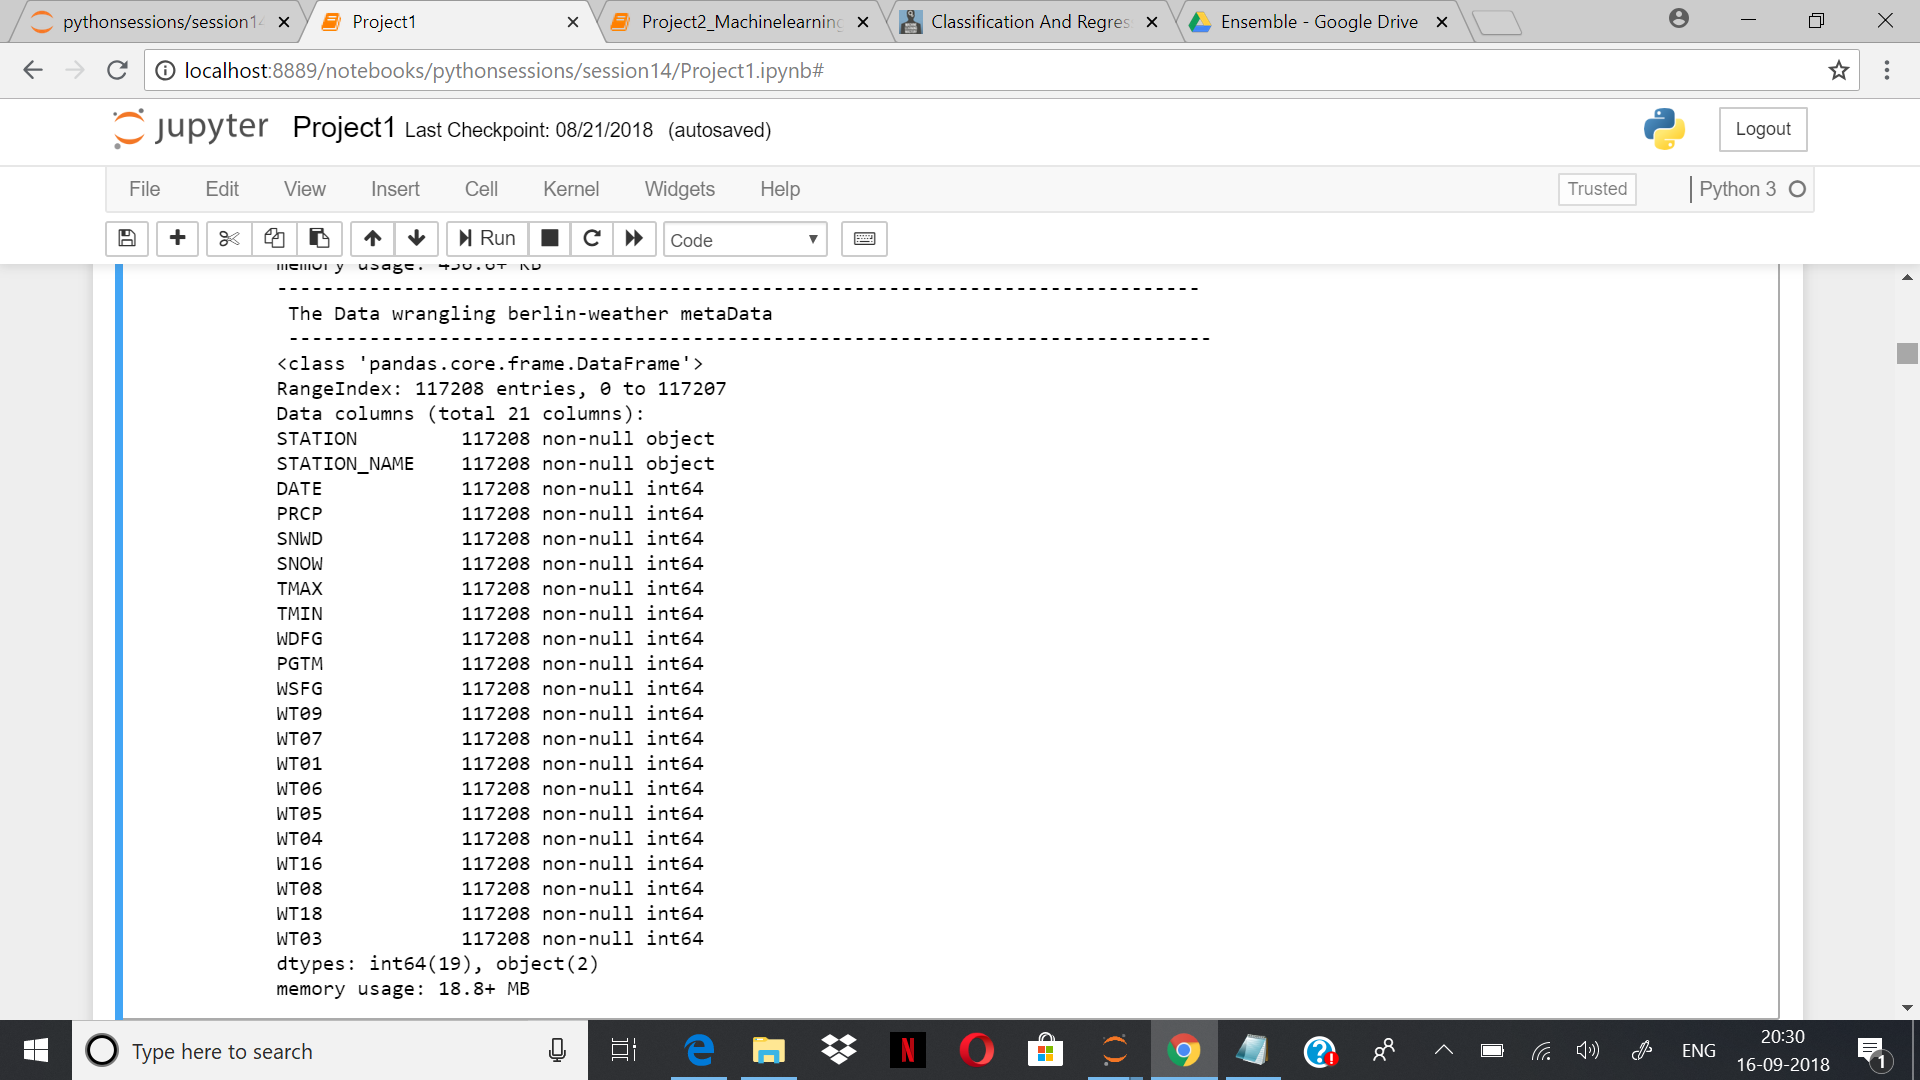 pythonsessions/session14
Project1
Project2_Machinelearning
Classification And Regres
Ensemble - Google Drive
localhost:8889/notebooks/pythonsessions/session14/Project1.ipynb#
jupyter Project1 Last Checkpoint: 08/21/2018 (autosaved)
Logout
File Edit View Insert Cell Kernel Widgets Help
Trusted
Python 3
Run
Code
memory usage: 456.6+ KB
--------------------------------------------------------------------------------
The Data wrangling berlin-weather metaData
--------------------------------------------------------------------------------
<class 'pandas.core.frame.DataFrame'>
RangeIndex: 117208 entries, 0 to 117207
Data columns (total 21 columns):
STATION 117208 non-null object
STATION_NAME 117208 non-null object
DATE 117208 non-null int64
PRCP 117208 non-null int64
SNWD 117208 non-null int64
SNOW 117208 non-null int64
TMAX 117208 non-null int64
TMIN 117208 non-null int64
WDFG 117208 non-null int64
PGTM 117208 non-null int64
WSFG 117208 non-null int64
WT09 117208 non-null int64
WT07 117208 non-null int64
WT01 117208 non-null int64
WT06 117208 non-null int64
WT05 117208 non-null int64
WT04 117208 non-null int64
WT16 117208 non-null int64
WT08 117208 non-null int64
WT18 117208 non-null int64
WT03 117208 non-null int64
dtypes: int64(19), object(2)
memory usage: 18.8+ MB
Type here to search
ENG
20:30
16-09-2018
1